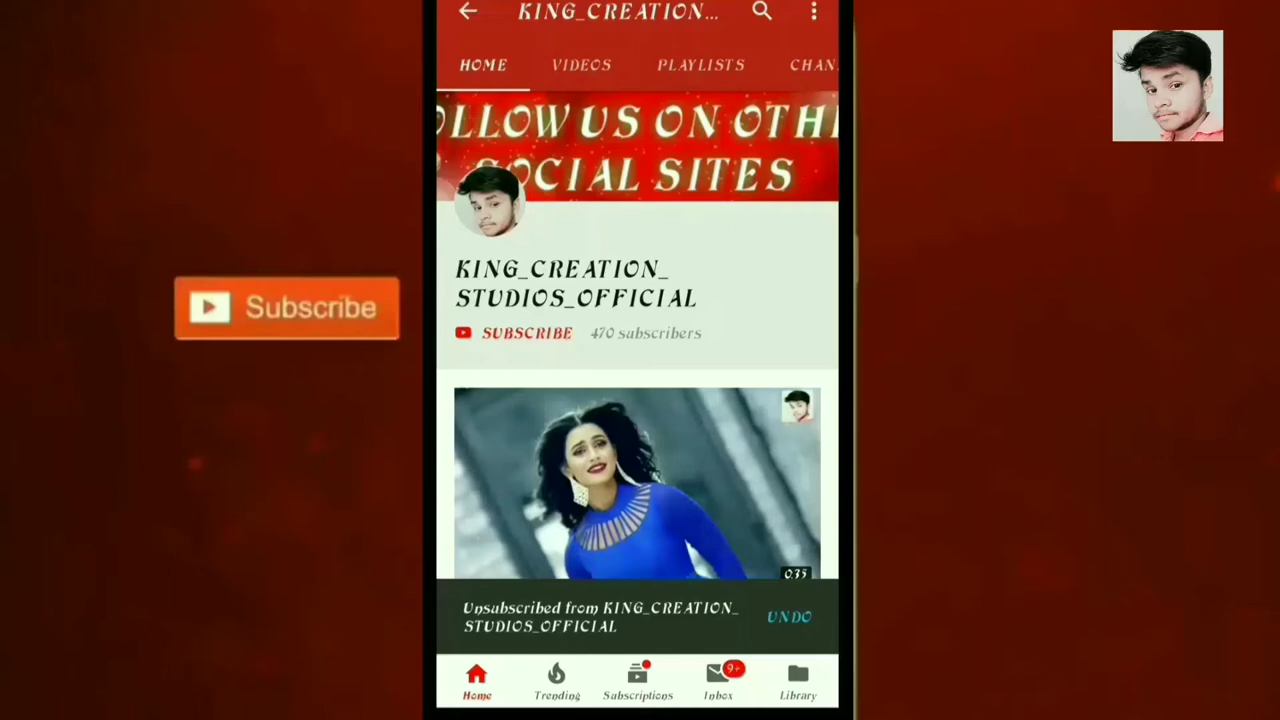 KING_CREATION...
HOME VIDEOS PLAYLISTS CHAN
OLLOW US ON OTH
SOCIAL SITES
KING_CREATION_
STUDIOS_OFFICIAL
SUBSCRIBE 470 subscribers
Subscribe
0:35
Unsubscribed from KING_CREATION_
STUDIOS_OFFICIAL
UNDO
9+
Home Trending Subscriptions Inbox Library